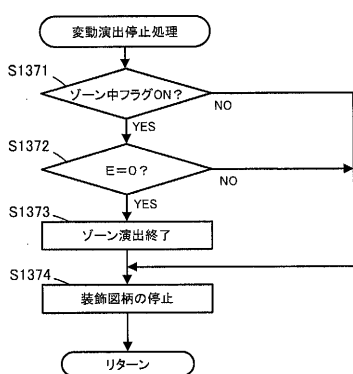 変動演出停止処理
S1371
ゾーン中フラグON?
NO
YES
S1372
E=0?
NO
YES
S1373
ゾーン演出終了
S1374
装飾図柄の停止
リターン